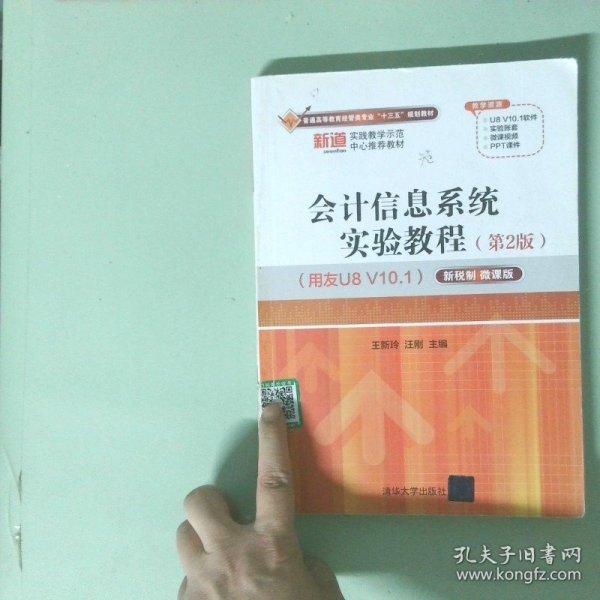 普通高等教育经管类专业“十三五”规划教材
新道
seentao
实践教学示范
中心推荐教材
教学资源
U8 V10.1软件
实验账套
微课视频
PPT课件
会计信息系统
实验教程(第2版)
(用友U8 V10.1)
新税制 微课版
王新玲 汪刚 主编
清华大学出版社
孔夫子旧书网
www.kongfz.com